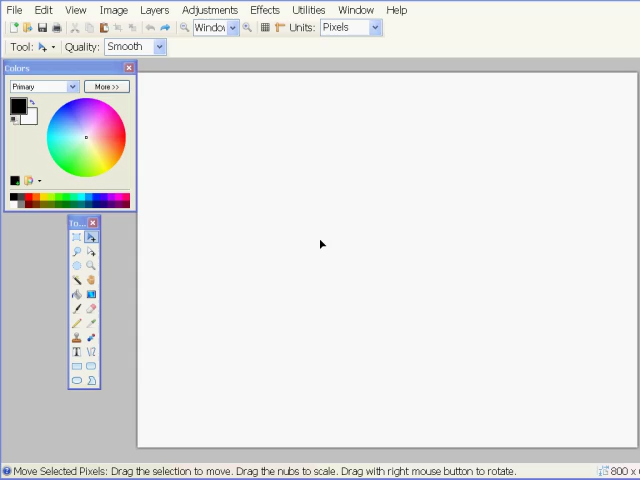 File Edit View Image Layers Adjustments Effects Utilities Window Help
Window Units: Pixels
Tool: Quality: Smooth
Colors
Primary More >>
To...
Move Selected Pixels: Drag the selection to move. Drag the nubs to scale. Drag with right mouse button to rotate. 800 x